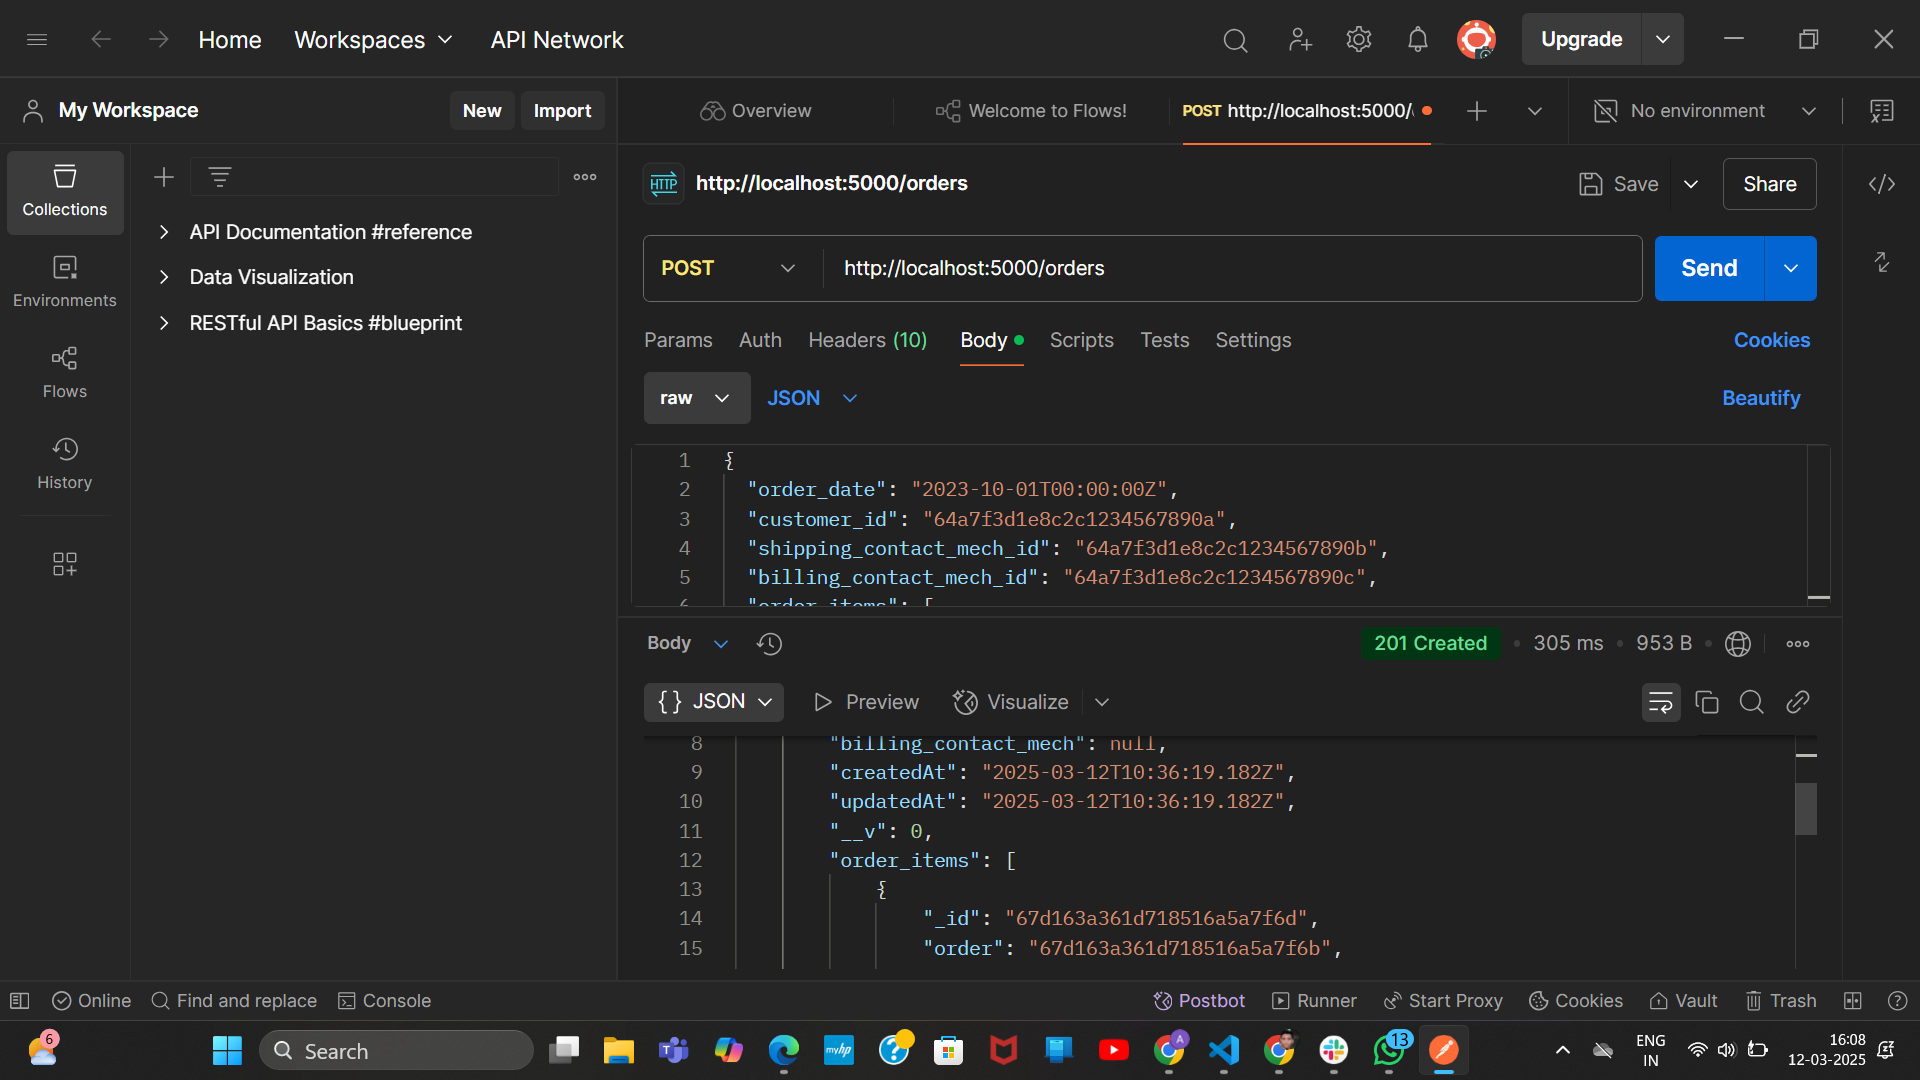 Home Workspaces API Network
Upgrade
My Workspace New Import
Overview Welcome to Flows! POST http://localhost:5000/ No environment
Collections
Environments
Flows
History
API Documentation #reference
Data Visualization
RESTful API Basics #blueprint
HTTP http://localhost:5000/orders Save Share
POST http://localhost:5000/orders Send
Params Auth Headers (10) Body Scripts Tests Settings Cookies
raw JSON Beautify
1 {
2 "order_date": "2023-10-01T00:00:00Z",
3 "customer_id": "64a7f3d1e8c2c1234567890a",
4 "shipping_contact_mech_id": "64a7f3d1e8c2c1234567890b",
5 "billing_contact_mech_id": "64a7f3d1e8c2c1234567890c",
6 "order_items": [
Body 201 Created 305 ms 953 B
{} JSON Preview Visualize
8 "billing_contact_mech": null,
9 "createdAt": "2025-03-12T10:36:19.182Z",
10 "updatedAt": "2025-03-12T10:36:19.182Z",
11 "__v": 0,
12 "order_items": [
13 {
14 "_id": "67d163a361d718516a5a7f6d",
15 "order": "67d163a361d718516a5a7f6b",
Online Find and replace Console Postbot Runner Start Proxy Cookies Vault Trash
6 Search myhp A 13 ENG IN 16:08
12-03-2025